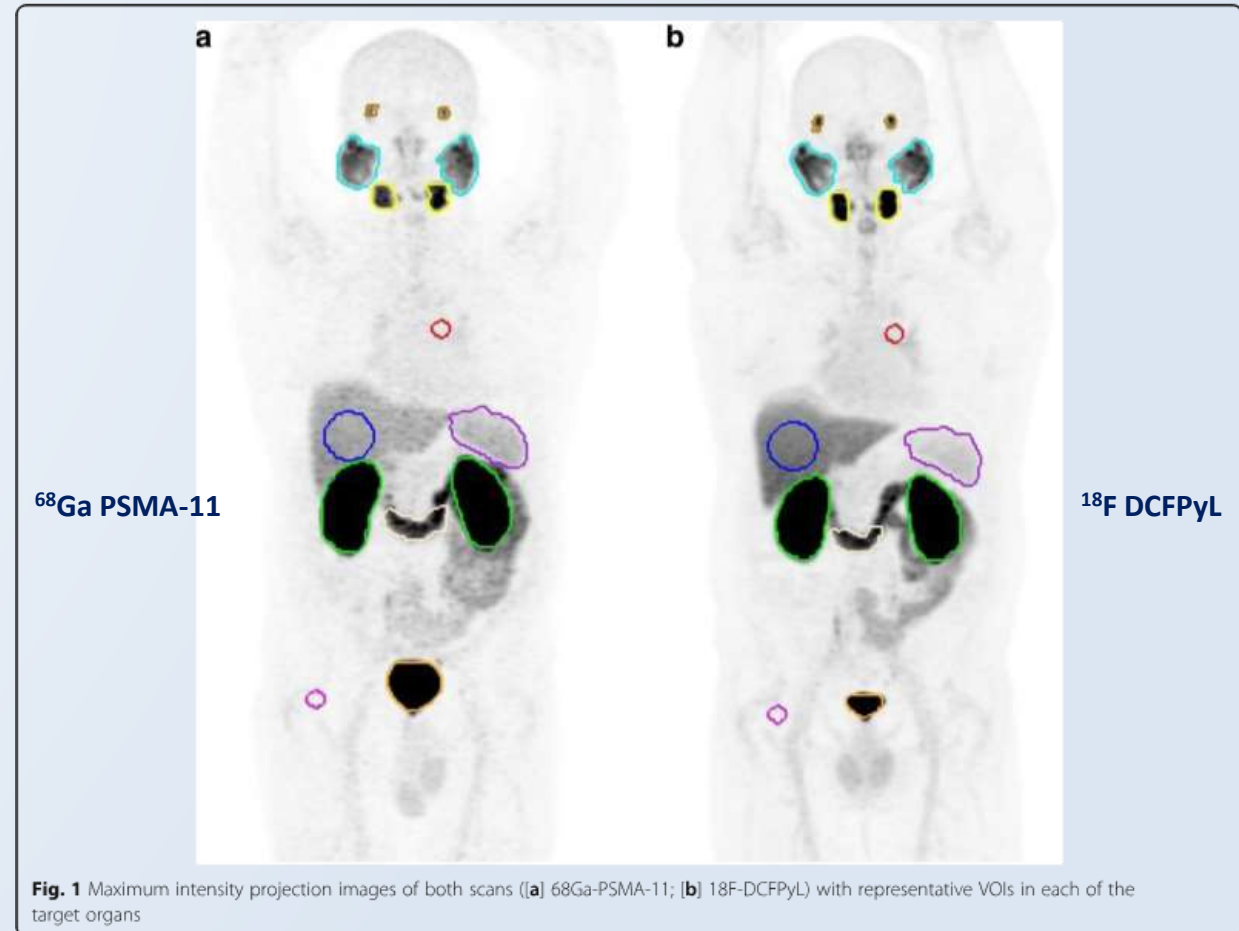 a
b
⁶⁸Ga PSMA-11
¹⁸F DCFPyL
Fig. 1 Maximum intensity projection images of both scans ([a] 68Ga-PSMA-11; [b] 18F-DCFPyL) with representative VOIs in each of the
target organs